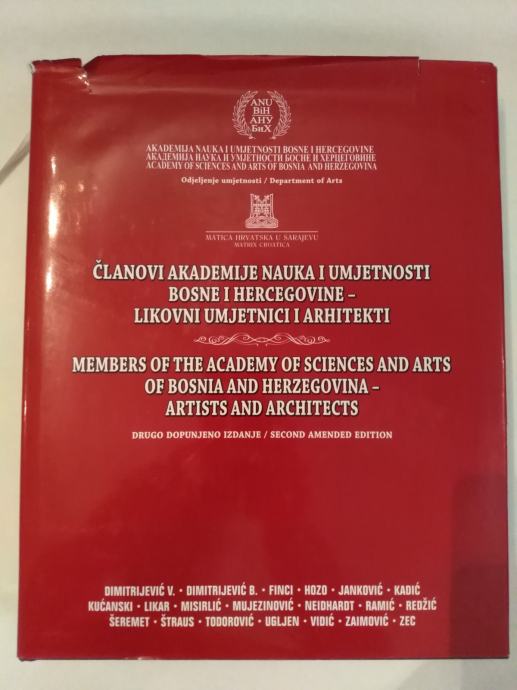 ANU
BiH
АНУ
БиХ
AKADEMIJA NAUKA I UMJETNOSTI BOSNE I HERCEGOVINE
АКАДЕМИЈА НАУКА И УМЈЕТНОСТИ БОСНЕ И ХЕРЦЕГОВИНЕ
ACADEMY OF SCIENCES AND ARTS OF BOSNIA AND HERZEGOVINA
Odjeljenje umjetnosti / Department of Arts
MATICA HRVATSKA U SARAJEVU
MATRIX CROATICA
ČLANOVI AKADEMIJE NAUKA I UMJETNOSTI
BOSNE I HERCEGOVINE –
LIKOVNI UMJETNICI I ARHITEKTI
MEMBERS OF THE ACADEMY OF SCIENCES AND ARTS
OF BOSNIA AND HERZEGOVINA –
ARTISTS AND ARCHITECTS
DRUGO DOPUNJENO IZDANJE / SECOND AMENDED EDITION
DIMITRIJEVIĆ V. • DIMITRIJEVIĆ B. • FINCI • HOZO • JANKOVIĆ • KADIĆ
KUĆANSKI • LIKAR • MISIRLIĆ • MUJEZINOVIĆ • NEIDHARDT • RAMIĆ • REDŽIĆ
ŠEREMET • ŠTRAUS • TODOROVIĆ • UGLJEN • VIDIĆ • ZAIMOVIĆ • ZEC